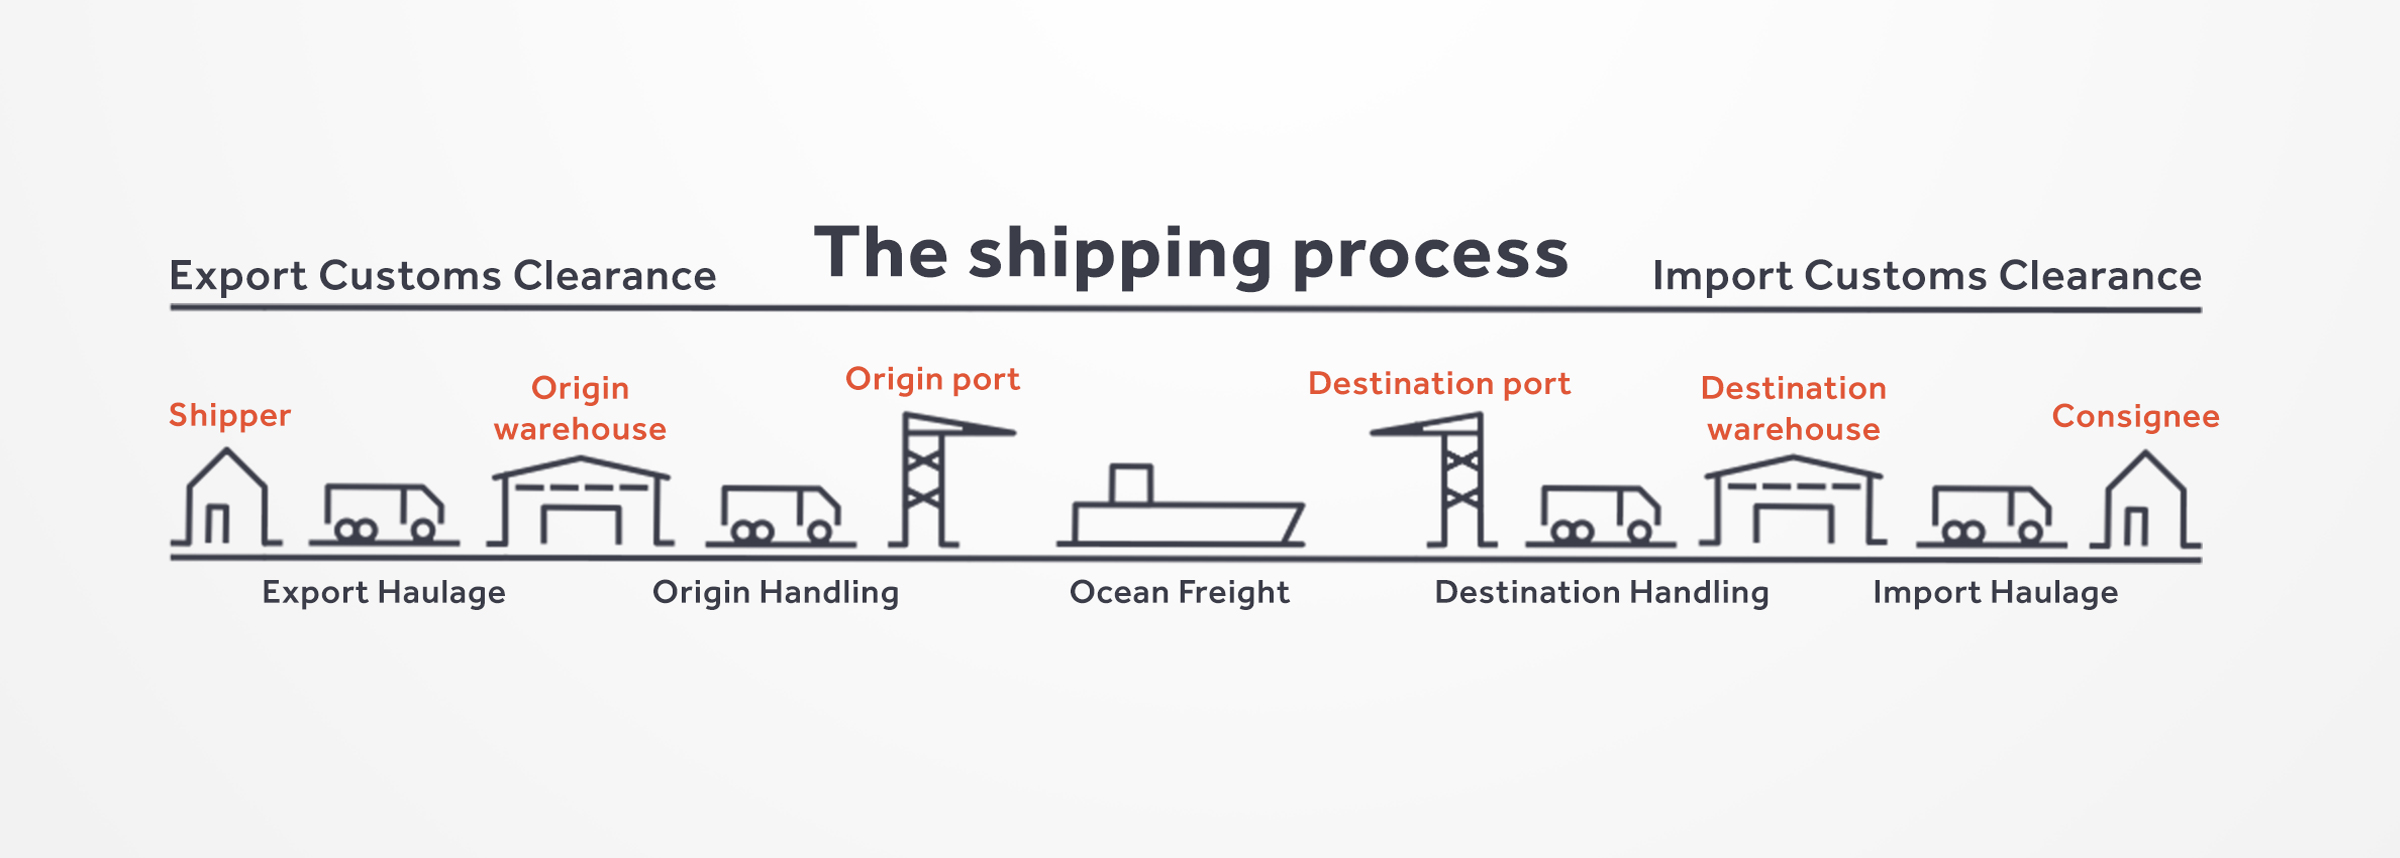 The shipping process
Export Customs Clearance
Import Customs Clearance
Shipper
Origin
warehouse
Origin port
Destination port
Destination
warehouse
Consignee
Export Haulage
Origin Handling
Ocean Freight
Destination Handling
Import Haulage